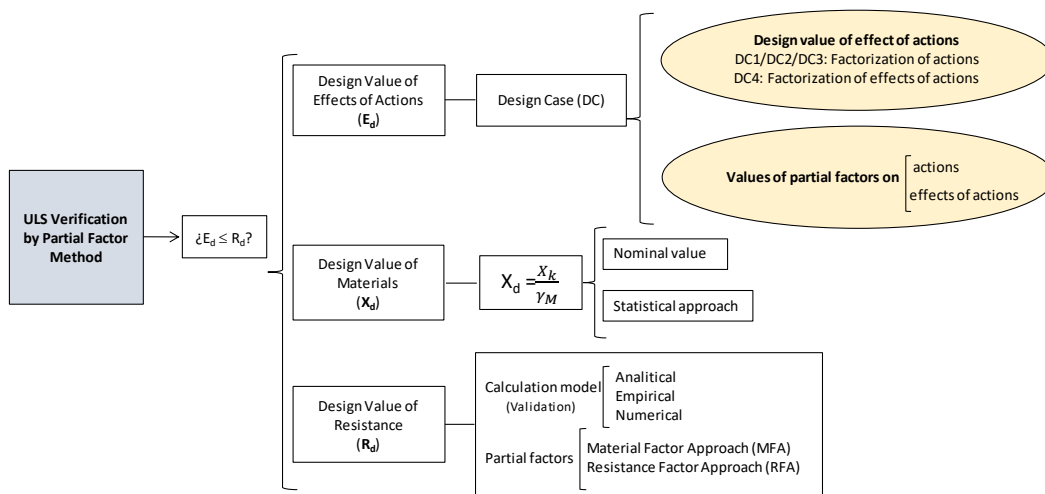 ULS Verification
by Partial Factor
Method
¿Ed ≤ Rd?
Design Value of
Effects of Actions
(Ed)
Design Case (DC)
Design value of effect of actions
DC1/DC2/DC3: Factorization of actions
DC4: Factorization of effects of actions
Values of partial factors on
actions
effects of actions
Design Value of
Materials
(Xd)
Xd = Xk/γM
Nominal value
Statistical approach
Design Value of
Resistance
(Rd)
Calculation model
(Validation)
Analitical
Empirical
Numerical
Partial factors
Material Factor Approach (MFA)
Resistance Factor Approach (RFA)